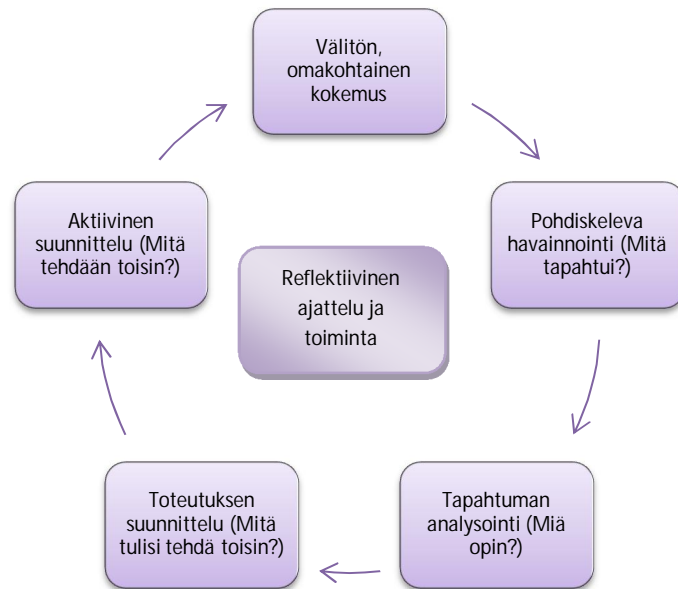 Välitön,
omakohtainen
kokemus
Pohdiskeleva
havainnointi (Mitä
tapahtui?)
Tapahtuman
analysointi (Miä
opin?)
Toteutuksen
suunnittelu (Mitä
tulisi tehdä toisin?)
Aktiivinen
suunnittelu (Mitä
tehdään toisin?)
Reflektiivinen
ajattelu ja
toiminta